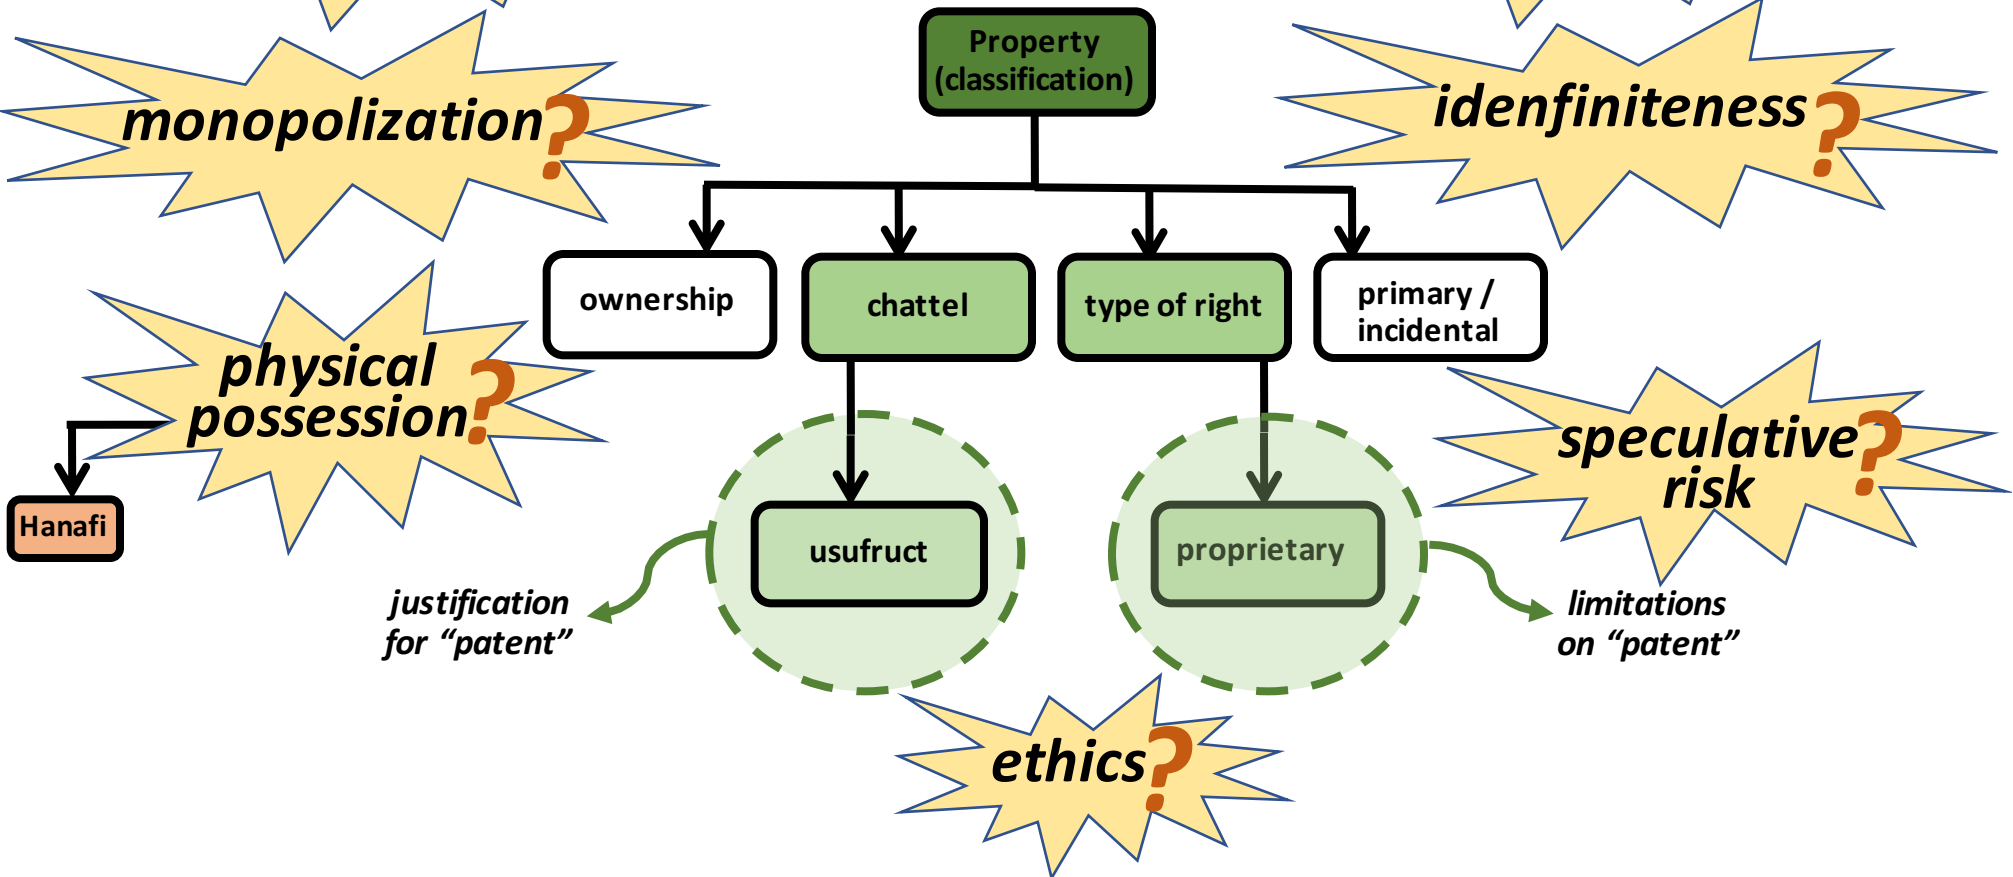 Property
(classification)
monopolization?
idenfiniteness?
ownership
chattel
type of right
primary /
incidental
physical
possession?
speculative?
risk
Hanafi
usufruct
proprietary
justification
for “patent”
limitations
on “patent”
ethics?